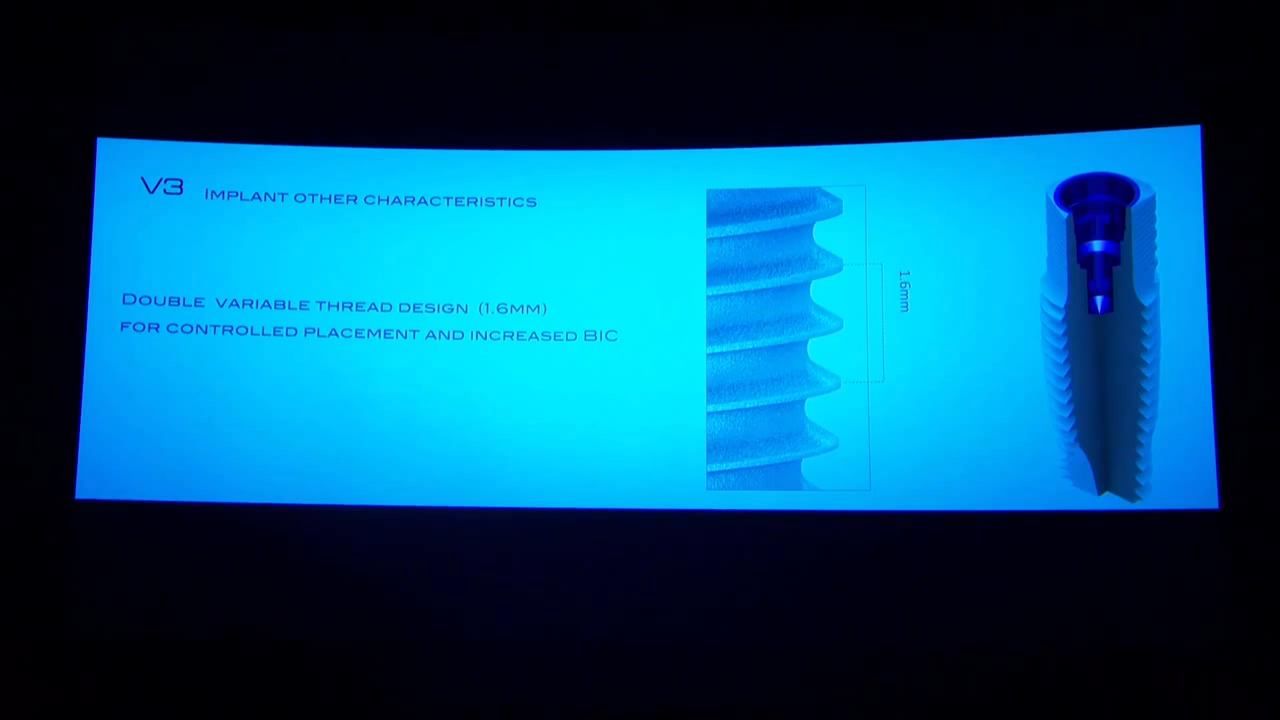 V3 IMPLANT OTHER CHARACTERISTICS
DOUBLE VARIABLE THREAD DESIGN (1.6MM)
FOR CONTROLLED PLACEMENT AND INCREASED BIC
1.6mm